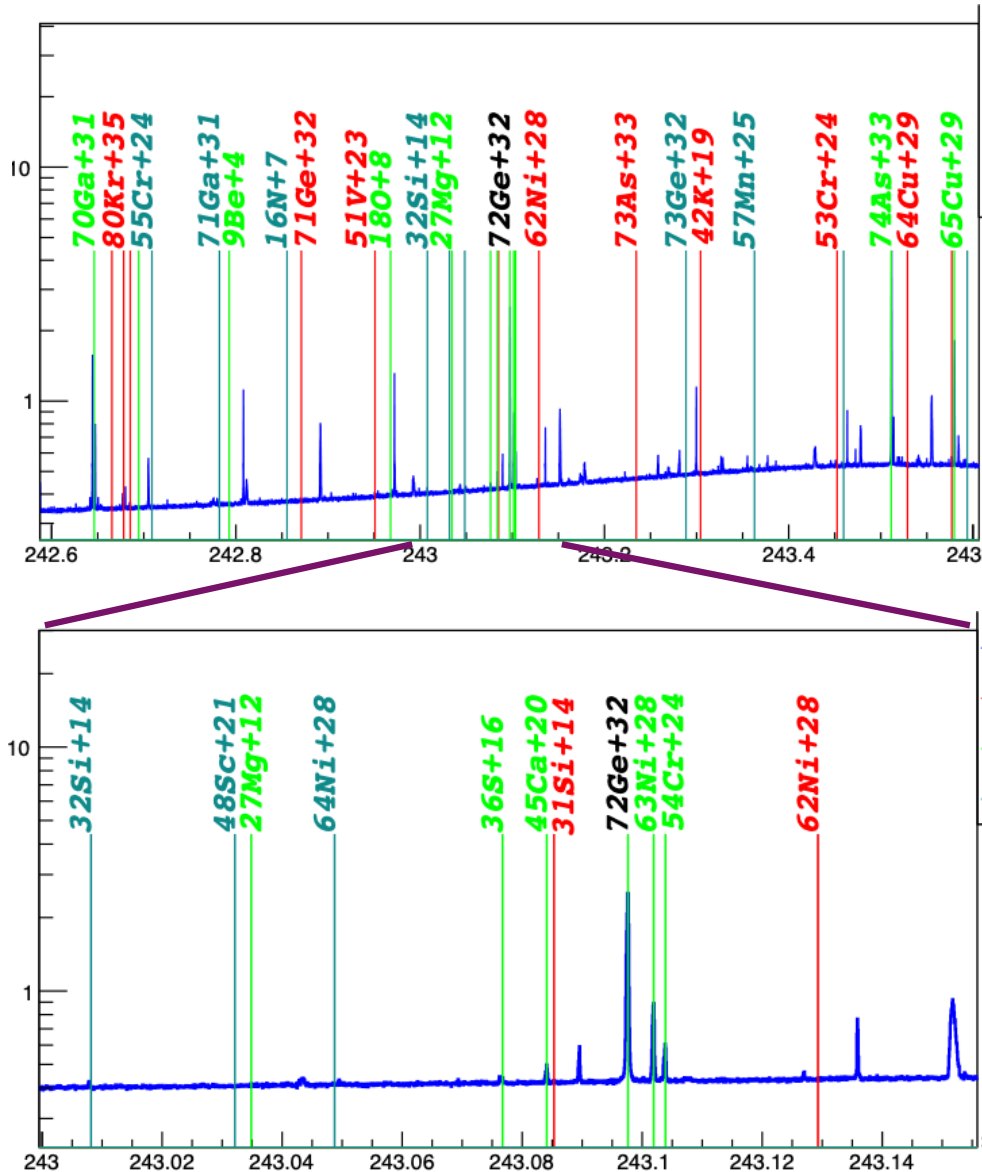 10
1
70Ga+31
80Kr+35
55Cr+24
71Ga+31
9Be+4
16N+7
71Ge+32
51V+23
18O+8
32Si+14
27Mg+12
72Ge+32
62Ni+28
73As+33
73Ge+32
42K+19
57Mn+25
53Cr+24
74As+33
64Cu+29
65Cu+29
242.6 242.8 243 243.2 243.4 243
10
1
32Si+14
48Sc+21
27Mg+12
64Ni+28
36S+16
45Ca+20
31Si+14
72Ge+32
63Ni+28
54Cr+24
62Ni+28
243 243.02 243.04 243.06 243.08 243.1 243.12 243.14